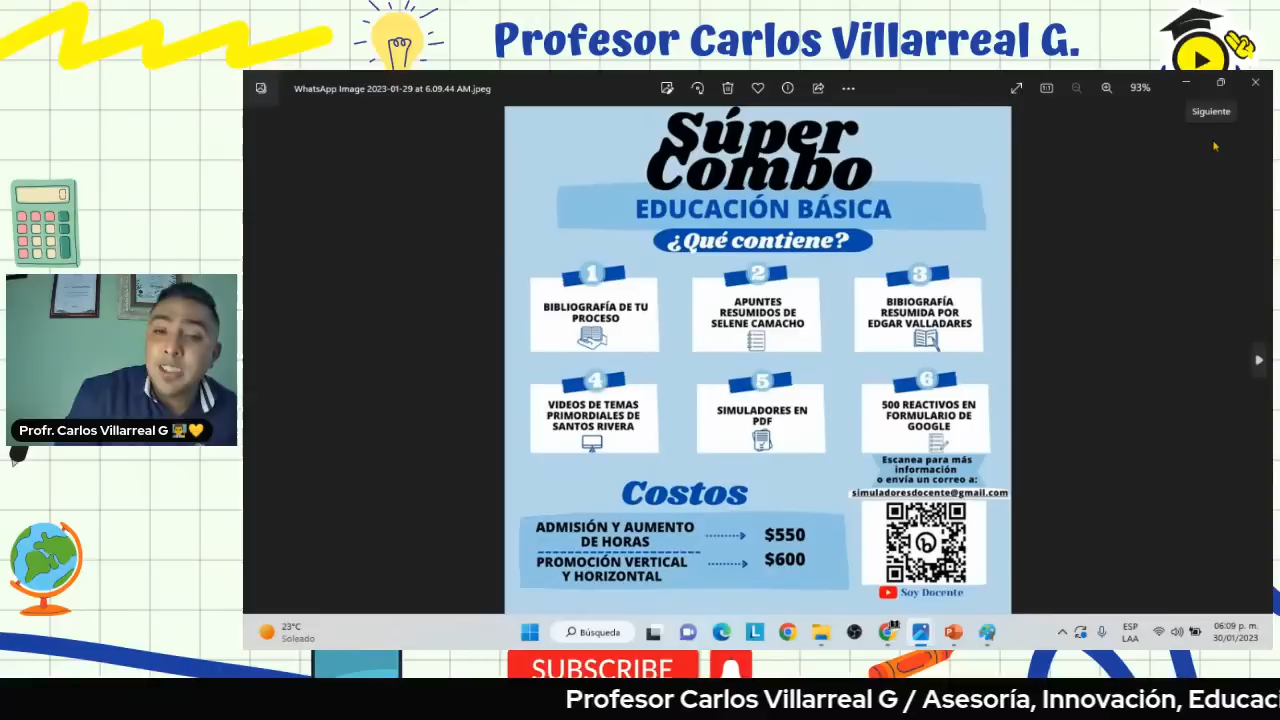 Profesor Carlos Villarreal G.
WhatsApp Image 2023-01-29 at 6.09.44 AM.jpeg
93%
Siguiente
Súper
Combo
EDUCACIÓN BÁSICA
¿Qué contiene?
1
BIBLIOGRAFÍA DE TU
PROCESO
2
APUNTES
RESUMIDOS DE
SELENE CAMACHO
3
BIBIOGRAFÍA
RESUMIDA POR
EDGAR VALLADARES
4
VIDEOS DE TEMAS
PRIMORDIALES DE
SANTOS RIVERA
5
SIMULADORES EN
PDF
6
500 REACTIVOS EN
FORMULARIO DE
GOOGLE
Escanea para más
información
o envía un correo a:
simuladoresdocente@gmail.com
Costos
ADMISIÓN Y AUMENTO
DE HORAS
$550
PROMOCIÓN VERTICAL
Y HORIZONTAL
$600
Soy Docente
Profr. Carlos Villarreal G
23°C
Soleado
Búsqueda
ESP
LAA
06:09 p. m.
30/01/2023
SUBSCRIBE
Profesor Carlos Villarreal G / Asesoría, Innovación, Educac